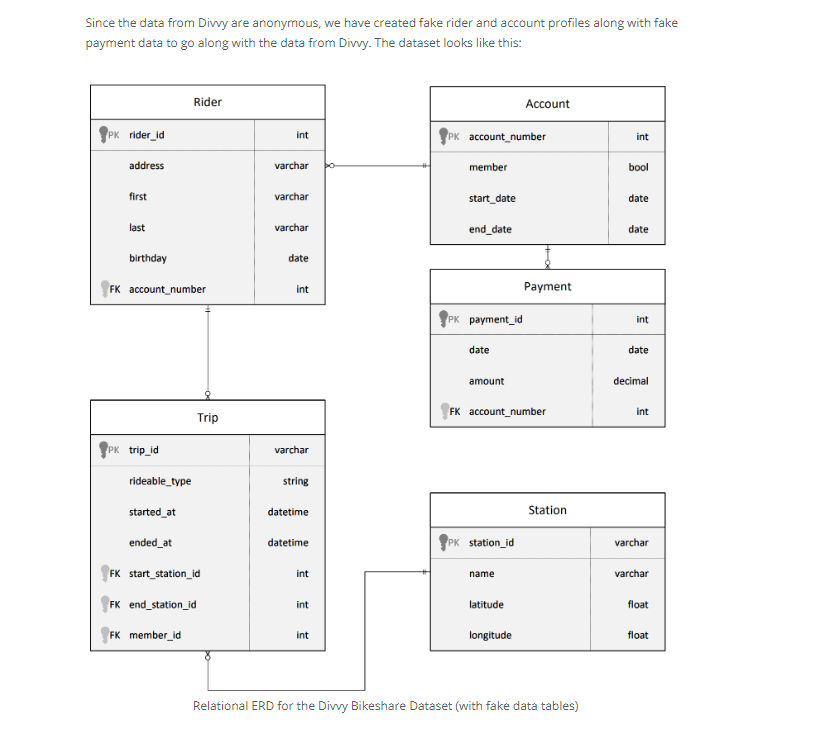 Since the data from Divvy are anonymous, we have created fake rider and account profiles along with fake
payment data to go along with the data from Divvy. The dataset looks like this:
Rider
PK rider_id int
address varchar
first varchar
last varchar
birthday date
FK account_number int
Account
PK account_number int
member bool
start_date date
end_date date
Payment
PK payment_id int
date date
amount decimal
FK account_number int
Trip
PK trip_id varchar
rideable_type string
started_at datetime
ended_at datetime
FK start_station_id int
FK end_station_id int
FK member_id int
Station
PK station_id varchar
name varchar
latitude float
longitude float
Relational ERD for the Divvy Bikeshare Dataset (with fake data tables)